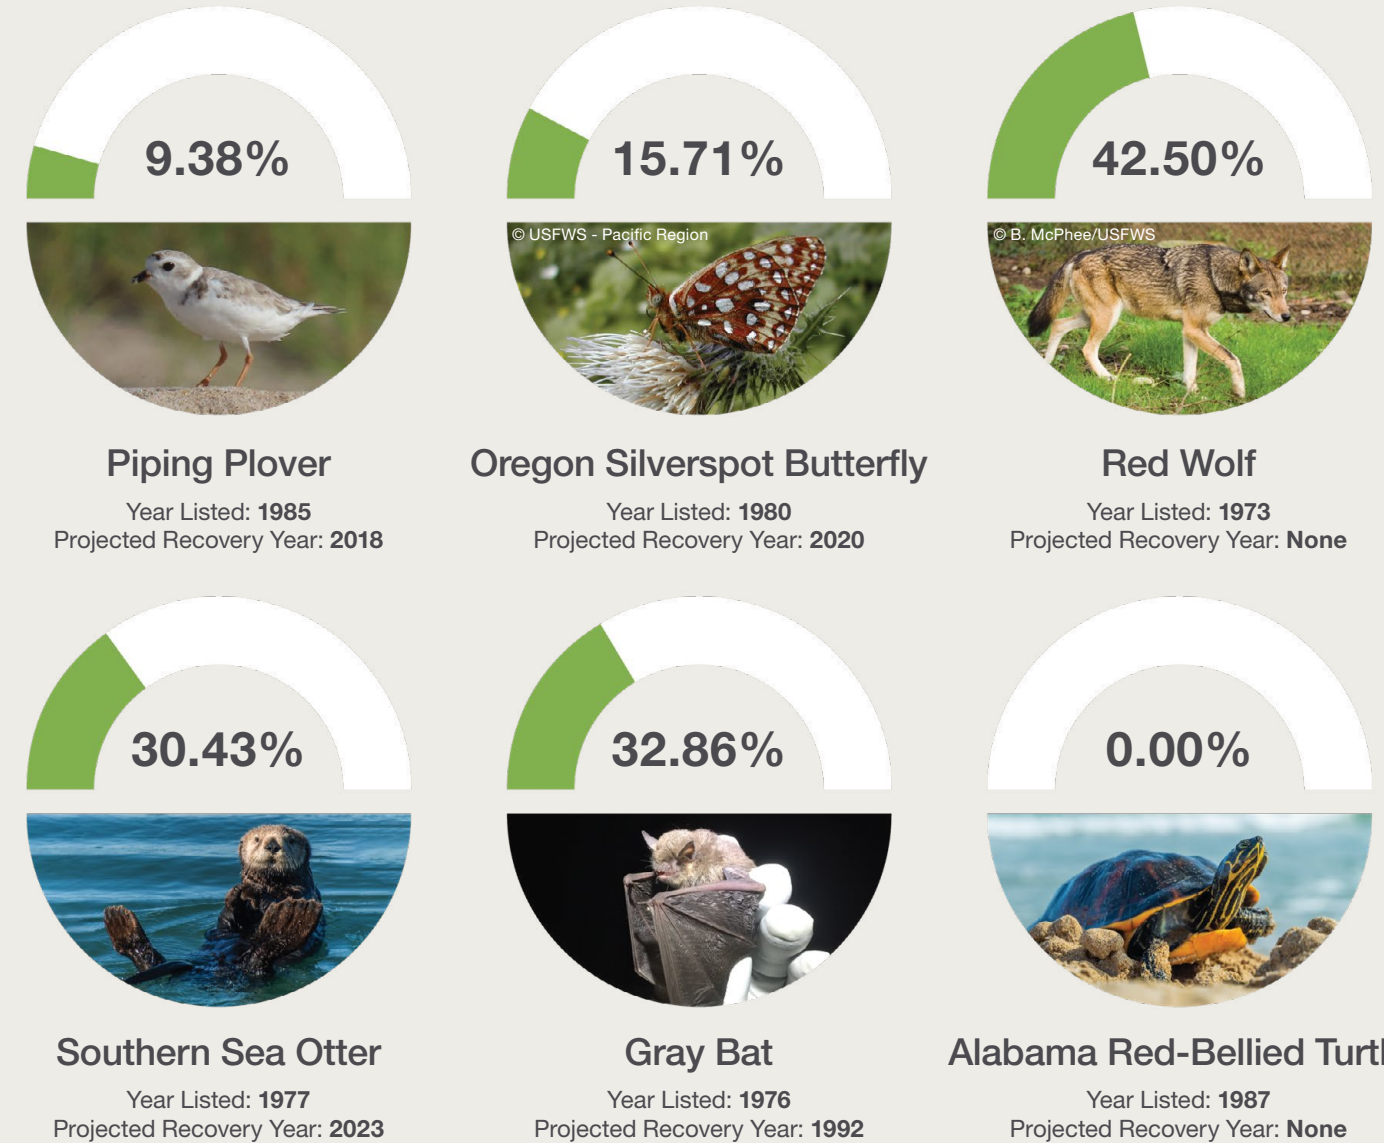 9.38%
15.71%
42.50%
© USFWS - Pacific Region
© B. McPhee/USFWS
Piping Plover
Year Listed: 1985
Projected Recovery Year: 2018
Oregon Silverspot Butterfly
Year Listed: 1980
Projected Recovery Year: 2020
Red Wolf
Year Listed: 1973
Projected Recovery Year: None
30.43%
32.86%
0.00%
Southern Sea Otter
Year Listed: 1977
Projected Recovery Year: 2023
Gray Bat
Year Listed: 1976
Projected Recovery Year: 1992
Alabama Red-Bellied
Year Listed: 1987
Projected Recovery Year: None